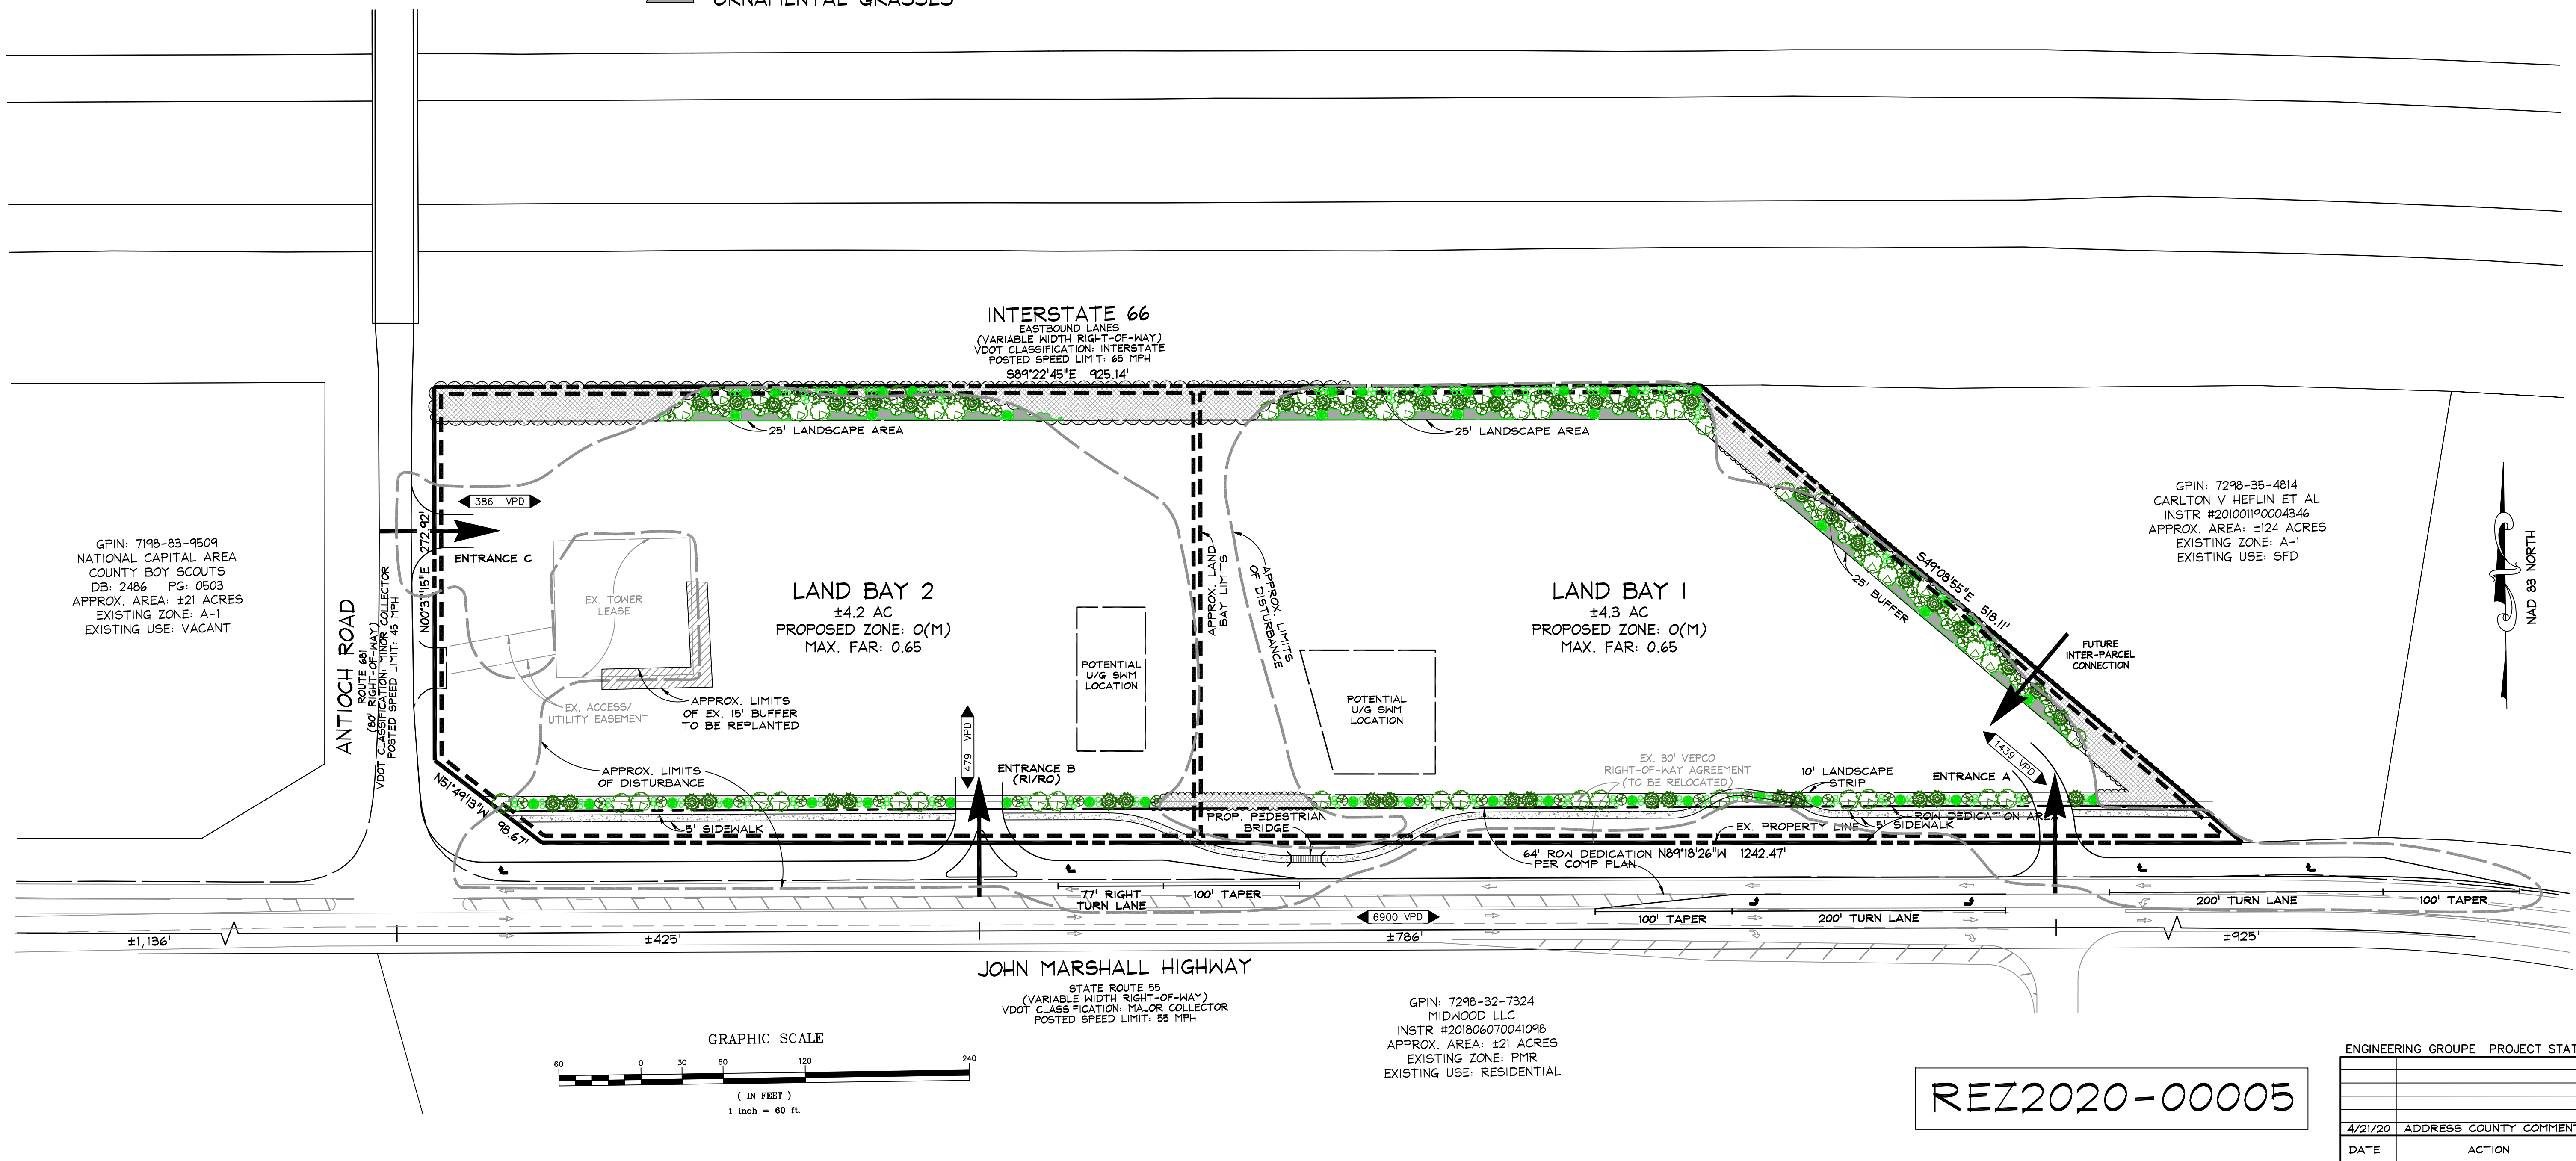 ORNAMENTAL GRASSES
INTERSTATE 66
EASTBOUND LANES
(VARIABLE WIDTH RIGHT-OF-WAY)
VDOT CLASSIFICATION: INTERSTATE
POSTED SPEED LIMIT: 65 MPH
S89°22'45"E 925.14'
25' LANDSCAPE AREA
25' LANDSCAPE AREA
386 VPD
ENTRANCE C
N00°37'15"E 272.92'
GPIN: 7198-83-9509
NATIONAL CAPITAL AREA
COUNTY BOY SCOUTS
DB: 2486 PG: 0503
APPROX. AREA: ±21 ACRES
EXISTING ZONE: A-1
EXISTING USE: VACANT
ANTIOCH ROAD
ROUTE 681
(80' RIGHT-OF-WAY)
VDOT CLASSIFICATION: MINOR COLLECTOR
POSTED SPEED LIMIT: 45 MPH
EX. TOWER
LEASE
EX. ACCESS/
UTILITY EASEMENT
APPROX. LIMITS
OF EX. 15' BUFFER
TO BE REPLANTED
LAND BAY 2
±4.2 AC
PROPOSED ZONE: O(M)
MAX. FAR: 0.65
POTENTIAL
U/G SWM
LOCATION
APPROX. LAND
BAY LIMITS
APPROX. LIMITS
OF DISTURBANCE
LAND BAY 1
±4.3 AC
PROPOSED ZONE: O(M)
MAX. FAR: 0.65
POTENTIAL
U/G SWM
LOCATION
S49°08'55"E 518.11'
25' BUFFER
GPIN: 7298-35-4814
CARLTON V HEFLIN ET AL
INSTR #201001190004346
APPROX. AREA: ±124 ACRES
EXISTING ZONE: A-1
EXISTING USE: SFD
NAD 83 NORTH
FUTURE
INTER-PARCEL
CONNECTION
1439 VPD
479 VPD
APPROX. LIMITS
OF DISTURBANCE
ENTRANCE B
(RI/RO)
EX. 30' VEPCO
RIGHT-OF-WAY AGREEMENT
(TO BE RELOCATED)
10' LANDSCAPE
STRIP
ENTRANCE A
N51°49'13"W 98.67'
5' SIDEWALK
PROP. PEDESTRIAN
BRIDGE
EX. PROPERTY LINE
5' SIDEWALK
ROW DEDICATION AREA
64' ROW DEDICATION
PER COMP PLAN
N89°18'26"W 1242.47'
77' RIGHT
TURN LANE
100' TAPER
6900 VPD
100' TAPER
200' TURN LANE
200' TURN LANE
100' TAPER
±1,136'
±425'
±786'
±925'
JOHN MARSHALL HIGHWAY
STATE ROUTE 55
(VARIABLE WIDTH RIGHT-OF-WAY)
VDOT CLASSIFICATION: MAJOR COLLECTOR
POSTED SPEED LIMIT: 55 MPH
GPIN: 7298-32-7324
MIDWOOD LLC
INSTR #201806070041098
APPROX. AREA: ±21 ACRES
EXISTING ZONE: PMR
EXISTING USE: RESIDENTIAL
GRAPHIC SCALE
60 0 30 60 120 240
( IN FEET )
1 inch = 60 ft.
REZ2020-00005
ENGINEERING GROUPE PROJECT STAT
4/21/20 ADDRESS COUNTY COMMENT
DATE ACTION